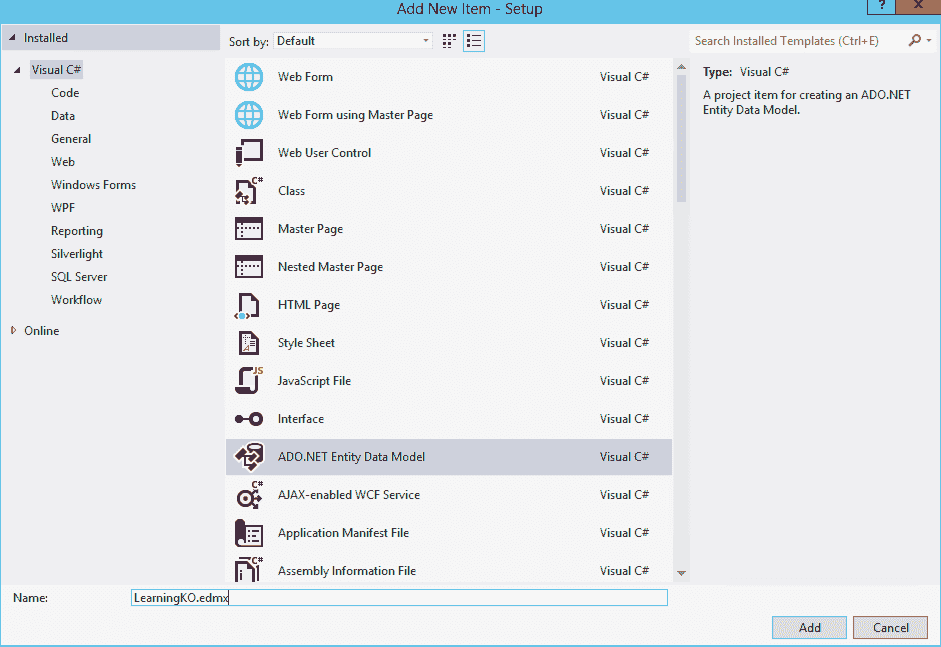 Add New Item - Setup
?
Installed
Sort by: Default
Search Installed Templates (Ctrl+E)
Visual C#
Code
Data
General
Web
Windows Forms
WPF
Reporting
Silverlight
SQL Server
Workflow
Online
Web Form Visual C#
Web Form using Master Page Visual C#
Web User Control Visual C#
C#
Class Visual C#
Master Page Visual C#
Nested Master Page Visual C#
HTML Page Visual C#
A
Style Sheet Visual C#
JS
JavaScript File Visual C#
Interface Visual C#
ADO.NET Entity Data Model Visual C#
C#
AJAX-enabled WCF Service Visual C#
Application Manifest File Visual C#
C#
Assembly Information File Visual C#
Type: Visual C#
A project item for creating an ADO.NET
Entity Data Model.
Name: LearningKO.edmx
Add Cancel